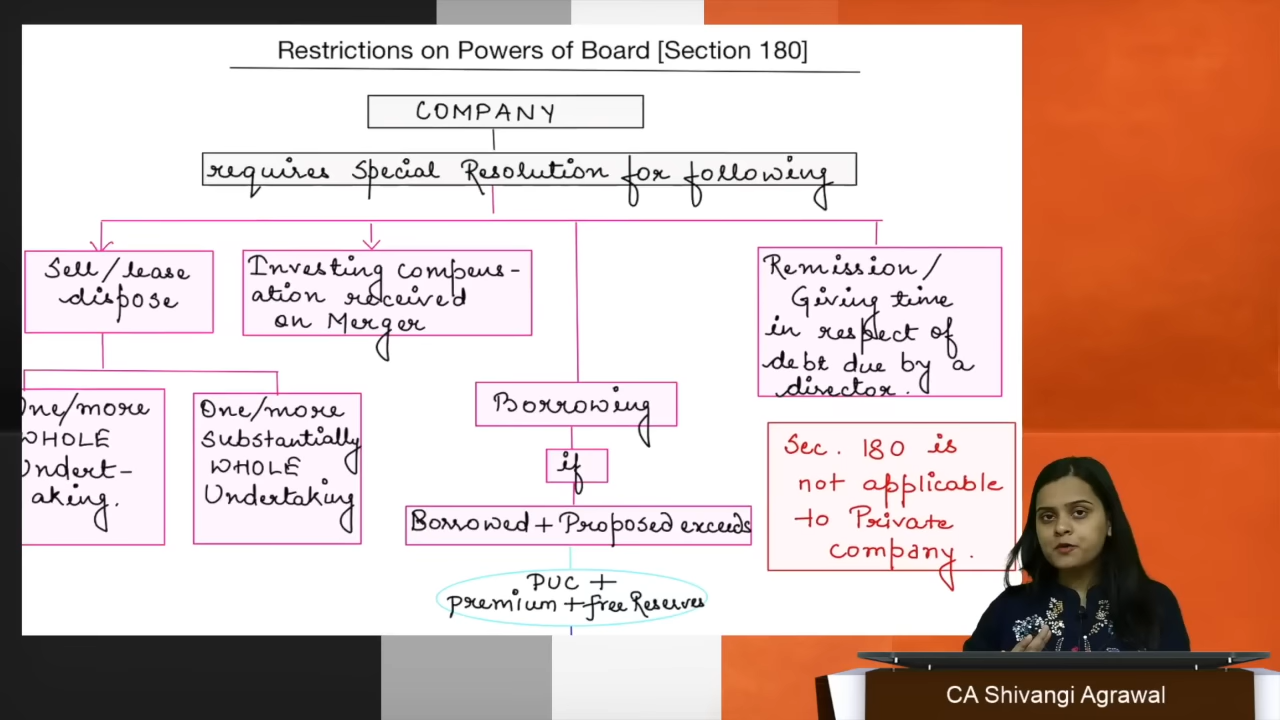 Restrictions on Powers of Board [Section 180]
COMPANY
requires Special Resolution for following
Sell/lease
dispose
Investing compens-
ation received
on Merger
Remission/
Giving time
in respect of
debt due by a
director.
One/more
WHOLE
Undert-
aking.
One/more
Substantially
WHOLE
Undertaking
Borrowing
if
Borrowed + Proposed exceeds
PUC +
premium + free Reserves
Sec. 180 is
not applicable
to Private
company.
CA Shivangi Agrawal